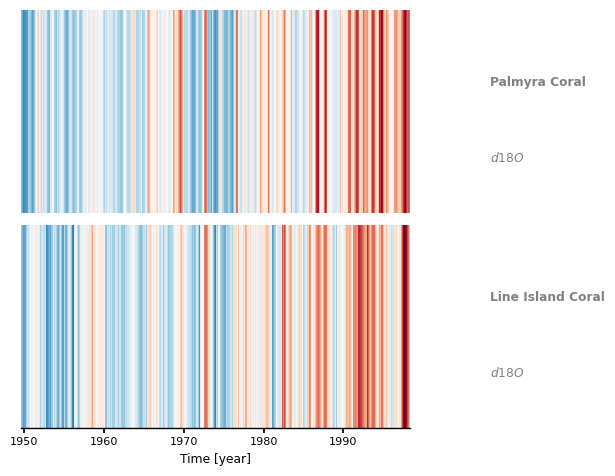 Palmyra Coral
d18O
Line Island Coral
d18O
1950 1960 1970 1980 1990
Time [year]